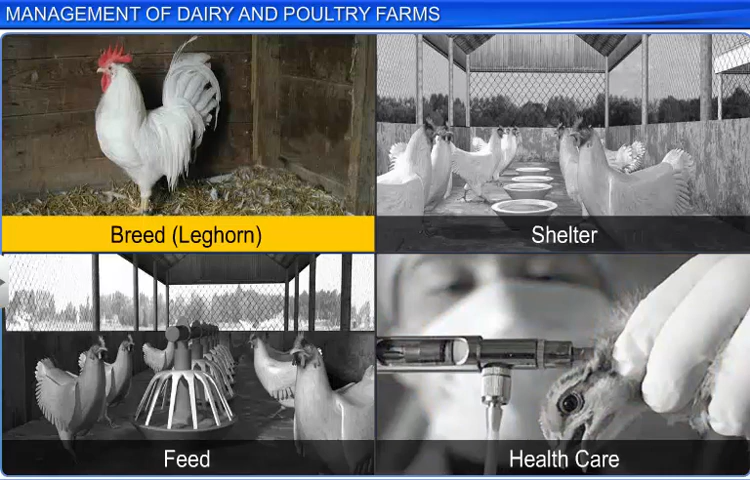 MANAGEMENT OF DAIRY AND POULTRY FARMS
Breed (Leghorn)
Shelter
Feed
Health Care